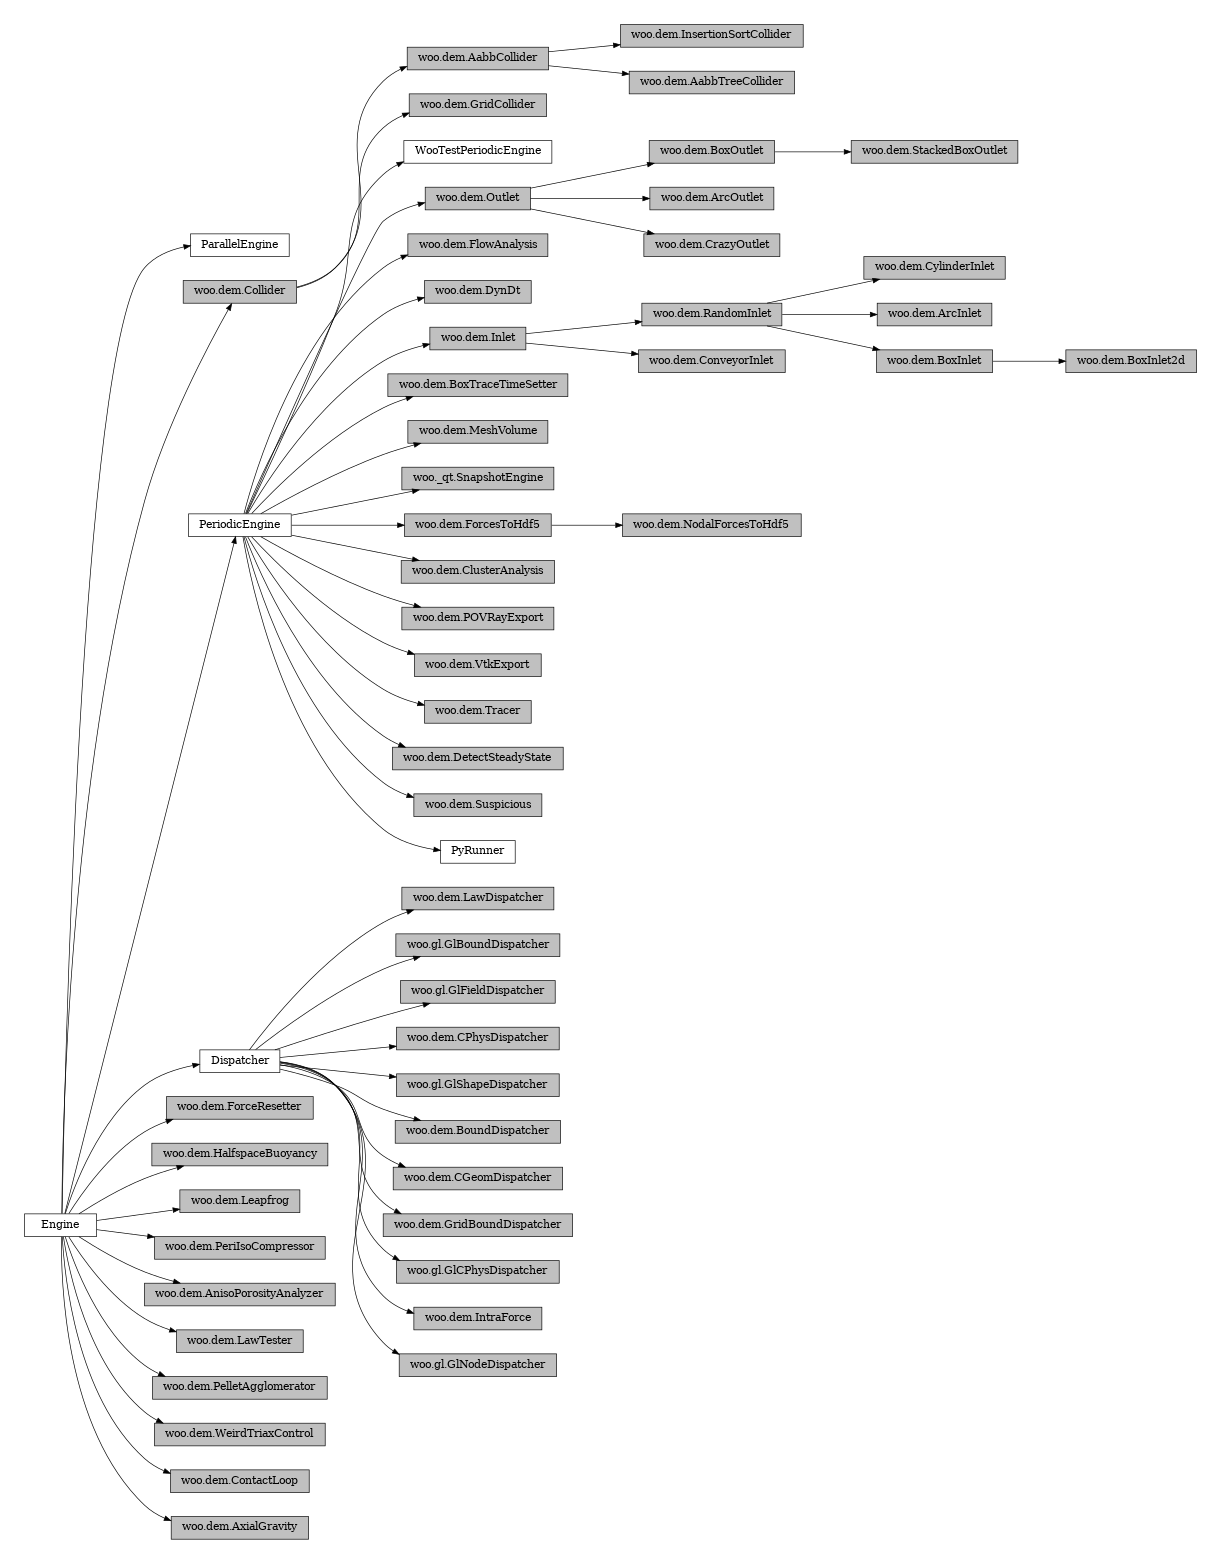 woo.dem.InsertionSortCollider
woo.dem.AabbCollider
woo.dem.AabbTreeCollider
woo.dem.GridCollider
WooTestPeriodicEngine
woo.dem.BoxOutlet
woo.dem.StackedBoxOutlet
woo.dem.Outlet
woo.dem.ArcOutlet
ParallelEngine
woo.dem.FlowAnalysis
woo.dem.CrazyOutlet
woo.dem.CylinderInlet
woo.dem.Collider
woo.dem.DynDt
woo.dem.RandomInlet
woo.dem.ArcInlet
woo.dem.Inlet
woo.dem.ConveyorInlet
woo.dem.BoxInlet
woo.dem.BoxInlet2d
woo.dem.BoxTraceTimeSetter
woo.dem.MeshVolume
woo._qt.SnapshotEngine
PeriodicEngine
woo.dem.ForcesToHdf5
woo.dem.NodalForcesToHdf5
woo.dem.ClusterAnalysis
woo.dem.POVRayExport
woo.dem.VtkExport
woo.dem.Tracer
woo.dem.DetectSteadyState
woo.dem.Suspicious
PyRunner
woo.dem.LawDispatcher
woo.gl.GlBoundDispatcher
woo.gl.GlFieldDispatcher
woo.dem.CPhysDispatcher
Dispatcher
woo.gl.GlShapeDispatcher
woo.dem.ForceResetter
woo.dem.BoundDispatcher
woo.dem.HalfspaceBuoyancy
woo.dem.CGeomDispatcher
woo.dem.Leapfrog
Engine
woo.dem.GridBoundDispatcher
woo.dem.PeriIsoCompressor
woo.gl.GlCPhysDispatcher
woo.dem.AnisoPorosityAnalyzer
woo.dem.IntraForce
woo.dem.LawTester
woo.gl.GlNodeDispatcher
woo.dem.PelletAgglomerator
woo.dem.WeirdTriaxControl
woo.dem.ContactLoop
woo.dem.AxialGravity